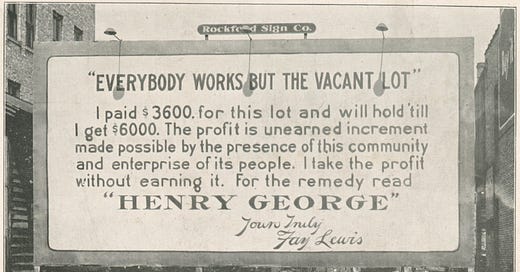 Rockford Sign Co.
"EVERYBODY WORKS BUT THE VACANT LOT"
I paid $3600. for this lot and will hold 'till
I get $6000. The profit is unearned increment
made possible by the presence of this community
and enterprise of its people. I take the profit
without earning it. For the remedy read
"HENRY GEORGE"
Yours Truly
Fay Lewis